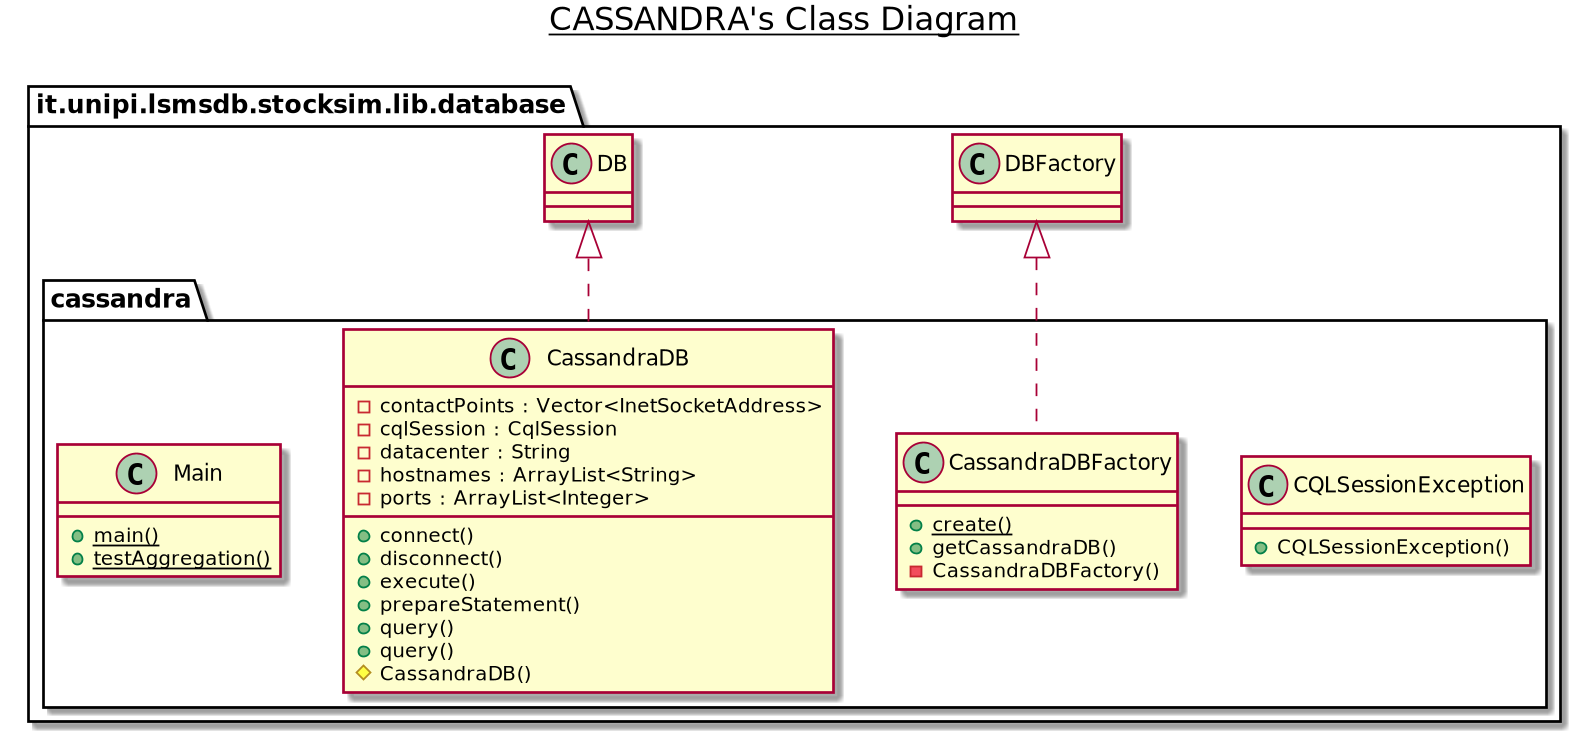 CASSANDRA's Class Diagram
it.unipi.lsmsdb.stocksim.lib.database
C DB
C DBFactory
cassandra
C Main
main()
testAggregation()
C CassandraDB
contactPoints : Vector<InetSocketAddress>
cqlSession : CqlSession
datacenter : String
hostnames : ArrayList<String>
ports : ArrayList<Integer>
connect()
disconnect()
execute()
prepareStatement()
query()
query()
CassandraDB()
C CassandraDBFactory
create()
getCassandraDB()
CassandraDBFactory()
C CQLSessionException
CQLSessionException()